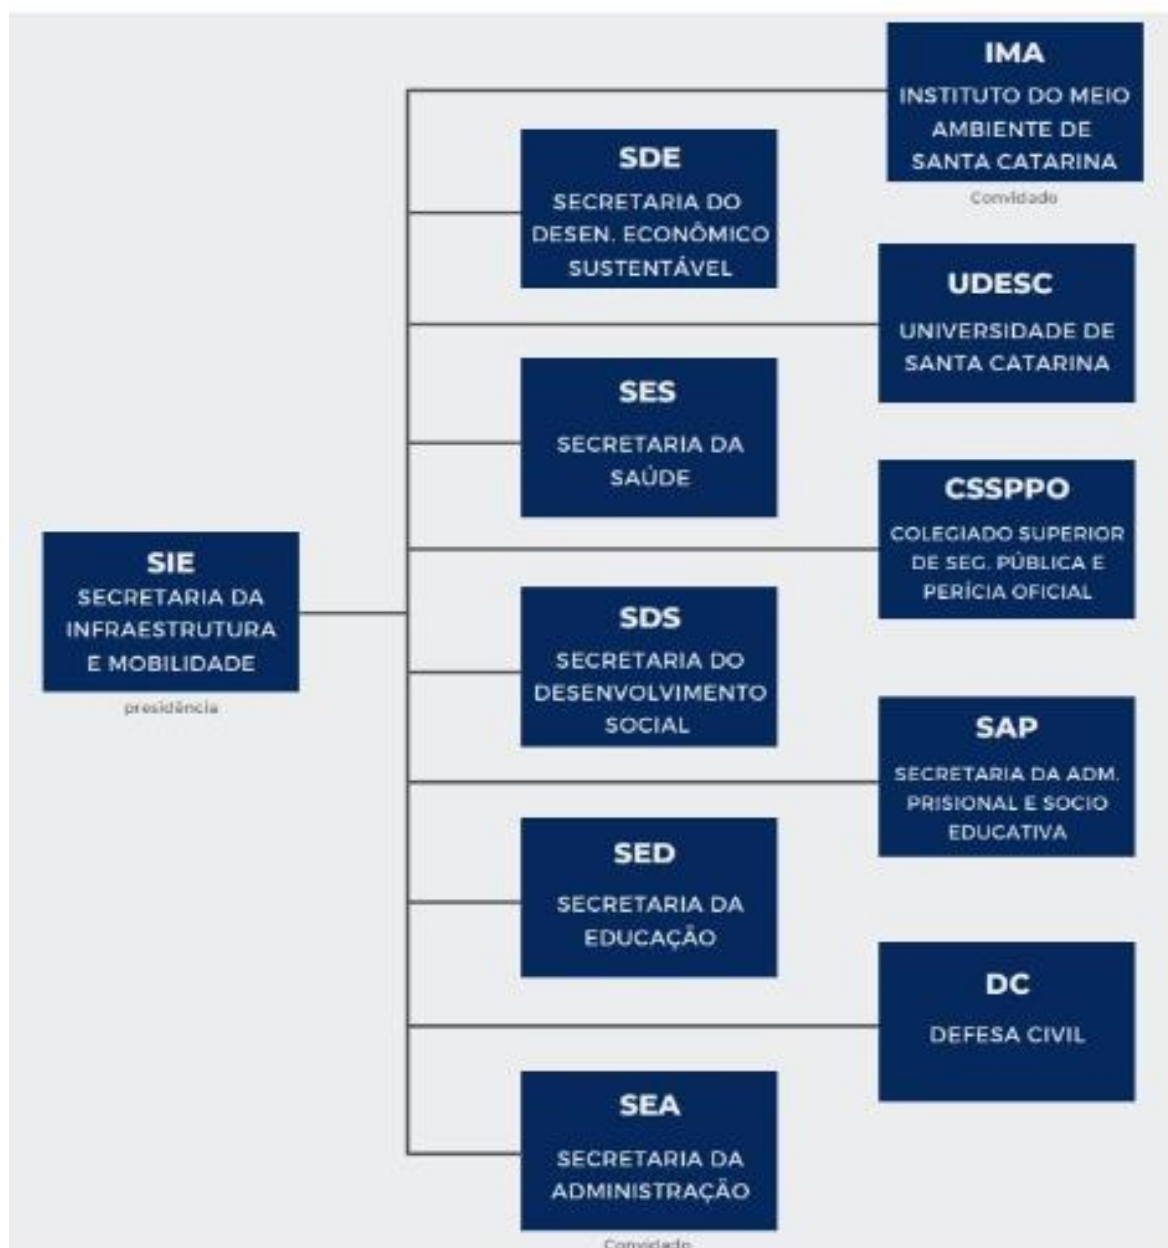 IMA
INSTITUTO DO MEIO
AMBIENTE DE
SANTA CATARINA
Convidado
SDE
SECRETARIA DO
DESEN. ECONÔMICO
SUSTENTÁVEL
UDESC
UNIVERSIDADE DE
SANTA CATARINA
SES
SECRETARIA DA
SAÚDE
CSSPPO
COLEGIADO SUPERIOR
DE SEG. PÚBLICA E
PERÍCIA OFICIAL
SIE
SECRETARIA DA
INFRAESTRUTURA
E MOBILIDADE
presidência
SDS
SECRETARIA DO
DESENVOLVIMENTO
SOCIAL
SAP
SECRETARIA DA ADM.
PRISIONAL E SOCIO
EDUCATIVA
SED
SECRETARIA DA
EDUCAÇÃO
DC
DEFESA CIVIL
SEA
SECRETARIA DA
ADMINISTRAÇÃO
Convidado